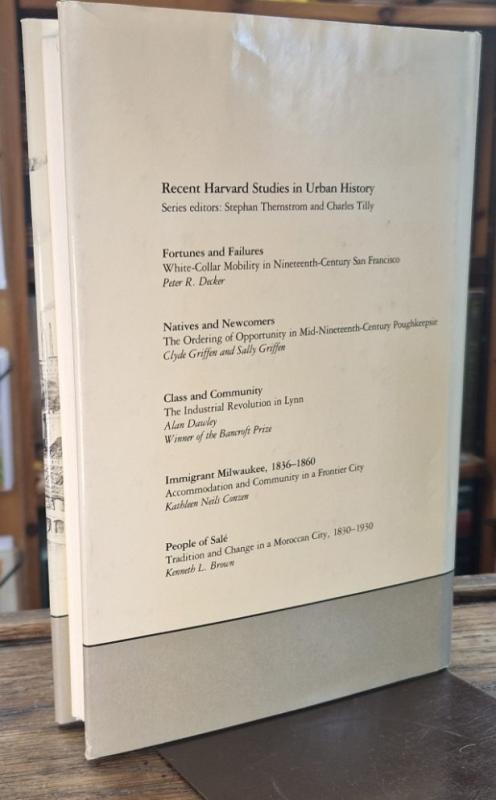 Recent Harvard Studies in Urban History
Series editors: Stephan Thernstrom and Charles Tilly
Fortunes and Failures
White-Collar Mobility in Nineteenth-Century San Francisco
Peter R. Decker
Natives and Newcomers
The Ordering of Opportunity in Mid-Nineteenth-Century Poughkeepsie
Clyde Griffen and Sally Griffen
Class and Community
The Industrial Revolution in Lynn
Alan Dawley
Winner of the Bancroft Prize
Immigrant Milwaukee, 1836–1860
Accommodation and Community in a Frontier City
Kathleen Neils Conzen
People of Salé
Tradition and Change in a Moroccan City, 1830–1930
Kenneth L. Brown